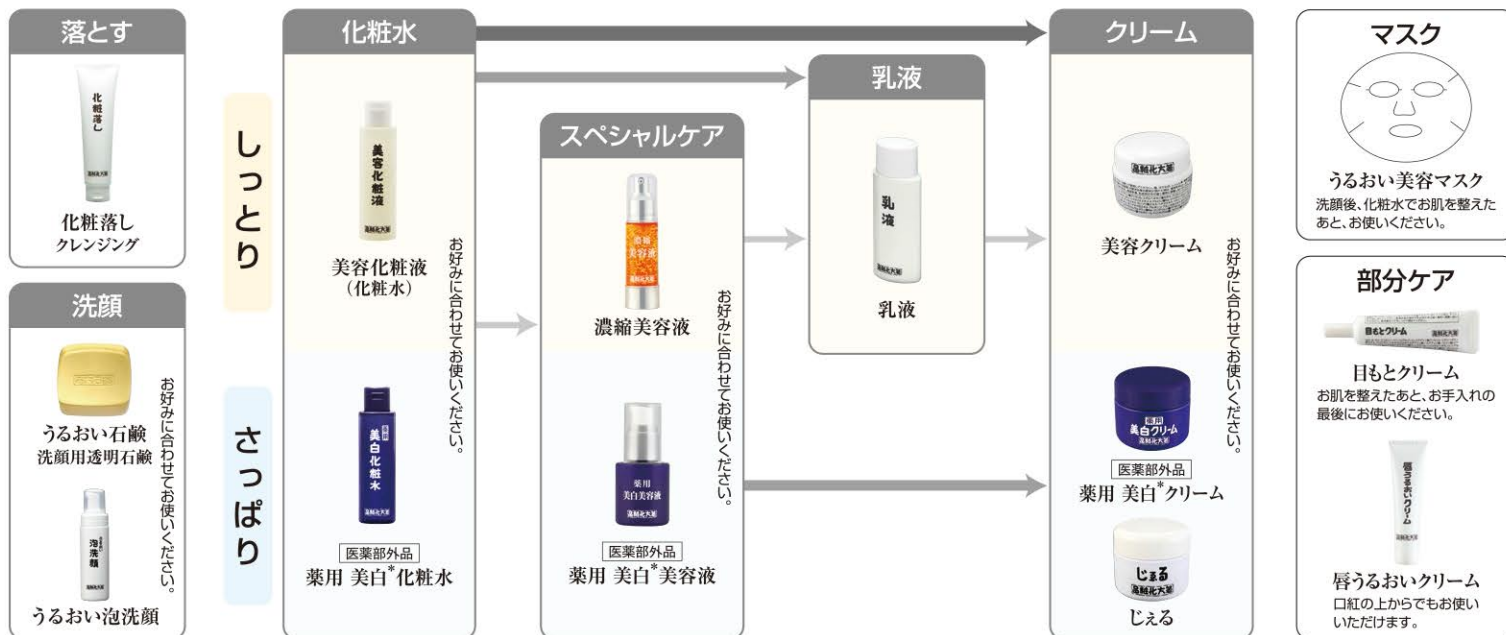 落とす
化粧落し
化粧落し
クレンジング
洗顔
うるおい石鹸
洗顔用透明石鹸
うるおい
泡洗顔
うるおい泡洗顔
お好みに合わせてお使いください。
しっとり
さっぱり
化粧水
美容化粧液
美容化粧液
(化粧水)
薬用
美白化粧水
医薬部外品
薬用 美白*化粧水
お好みに合わせてお使いください。
スペシャルケア
濃縮
美容液
濃縮美容液
薬用
美白美容液
医薬部外品
薬用 美白*美容液
お好みに合わせてお使いください。
乳液
乳液
乳液
クリーム
美容クリーム
薬用
美白クリーム
医薬部外品
薬用 美白*クリーム
じぇる
じぇる
お好みに合わせてお使いください。
マスク
うるおい美容マスク
洗顔後、化粧水でお肌を整えた
あと、お使いください。
部分ケア
目もとクリーム
目もとクリーム
お肌を整えたあと、お手入れの
最後にお使いください。
唇うるおいクリーム
唇うるおいクリーム
口紅の上からでもお使い
いただけます。